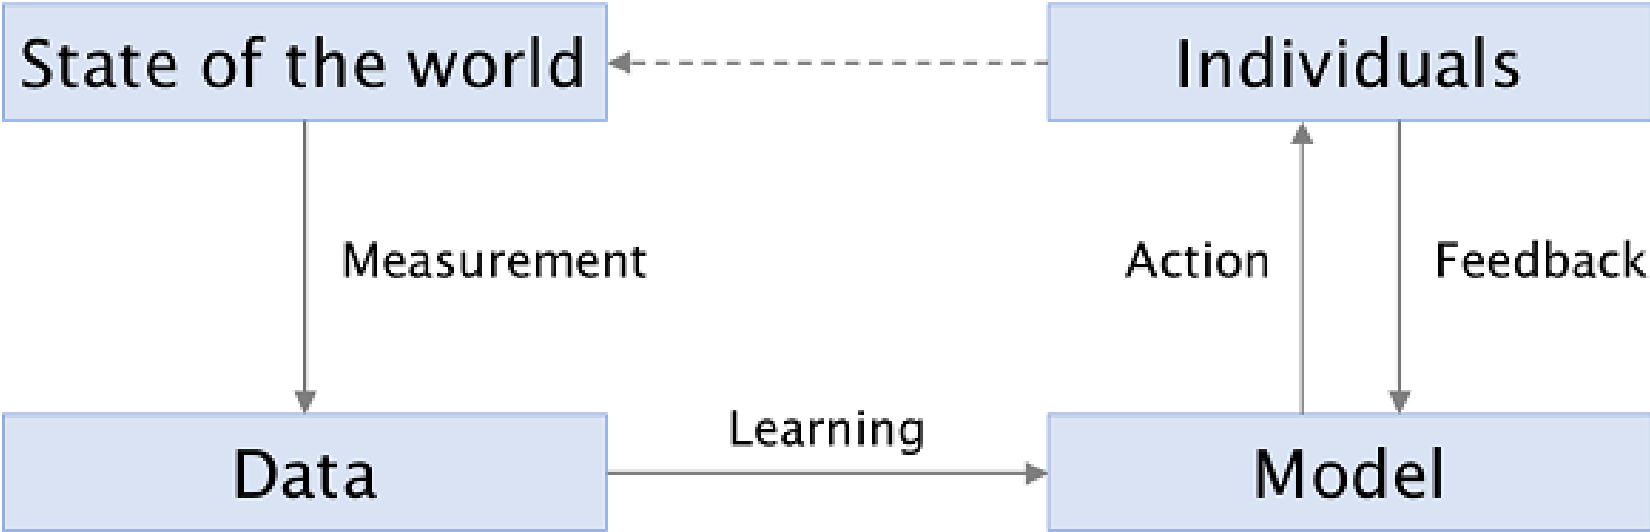 State of the world
Individuals
Measurement
Action
Feedback
Learning
Data
Model